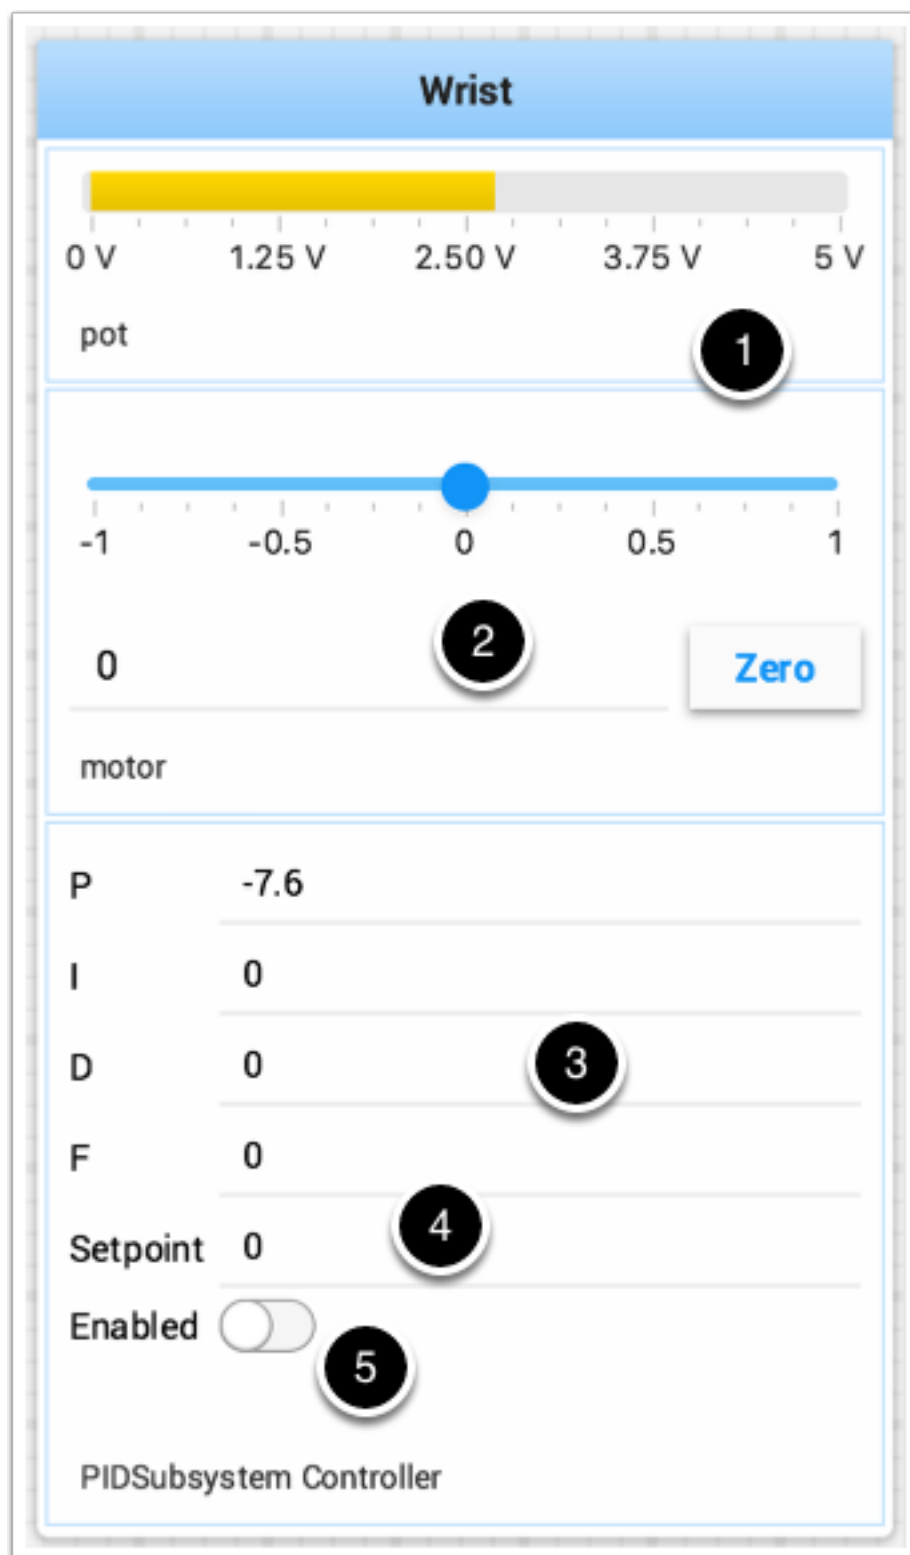 Wrist
0 V 1.25 V 2.50 V 3.75 V 5 V
pot
1
-1 -0.5 0 0.5 1
2
0 Zero
motor
P -7.6
I 0
D 0
3
F 0
4
Setpoint 0
Enabled
5
PIDSubsystem Controller